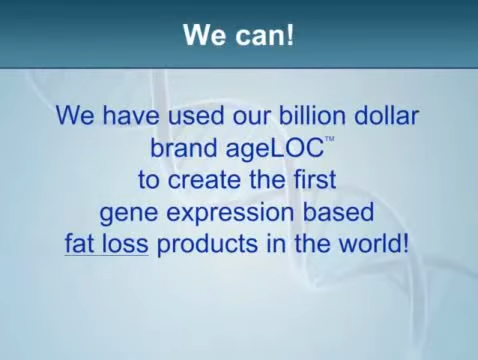 We can!
We have used our billion dollar
brand ageLOC™
to create the first
gene expression based
fat loss products in the world!